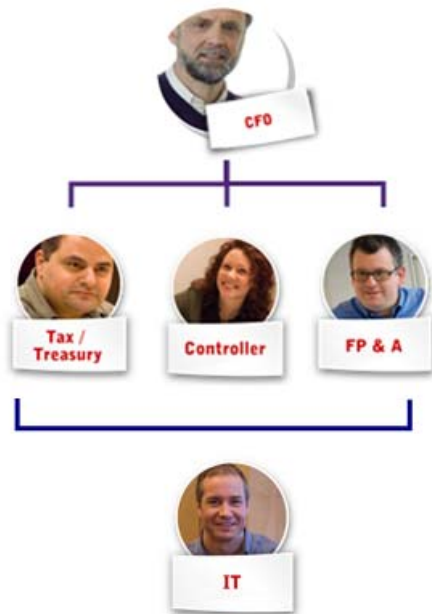 CFO
Tax /
Treasury
Controller
FP & A
IT